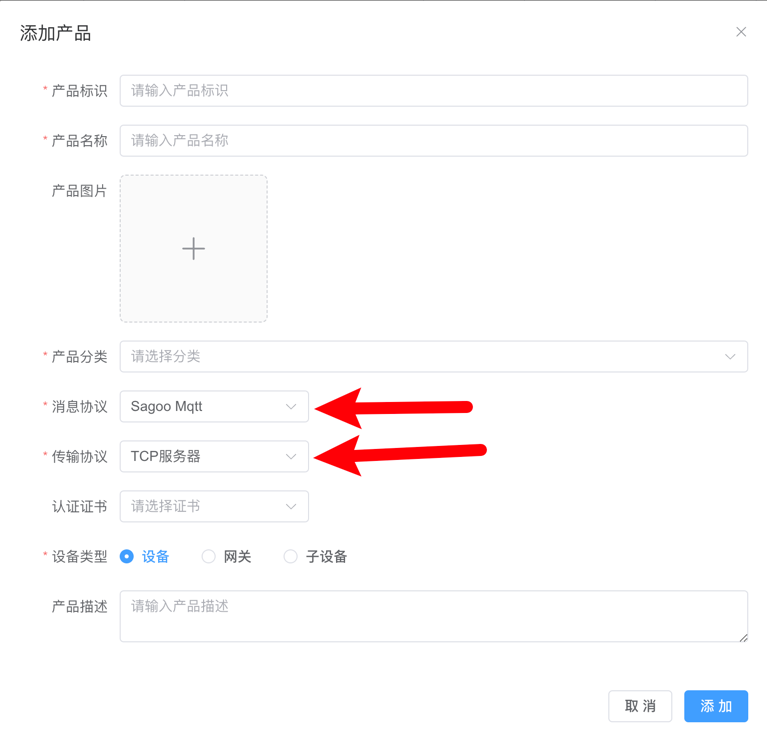 添加产品
* 产品标识 请输入产品标识
* 产品名称 请输入产品名称
产品图片
* 产品分类 请选择分类
* 消息协议 Sagoo Mqtt
* 传输协议 TCP服务器
认证证书 请选择证书
* 设备类型 设备 网关 子设备
产品描述 请输入产品描述
取 消 添 加